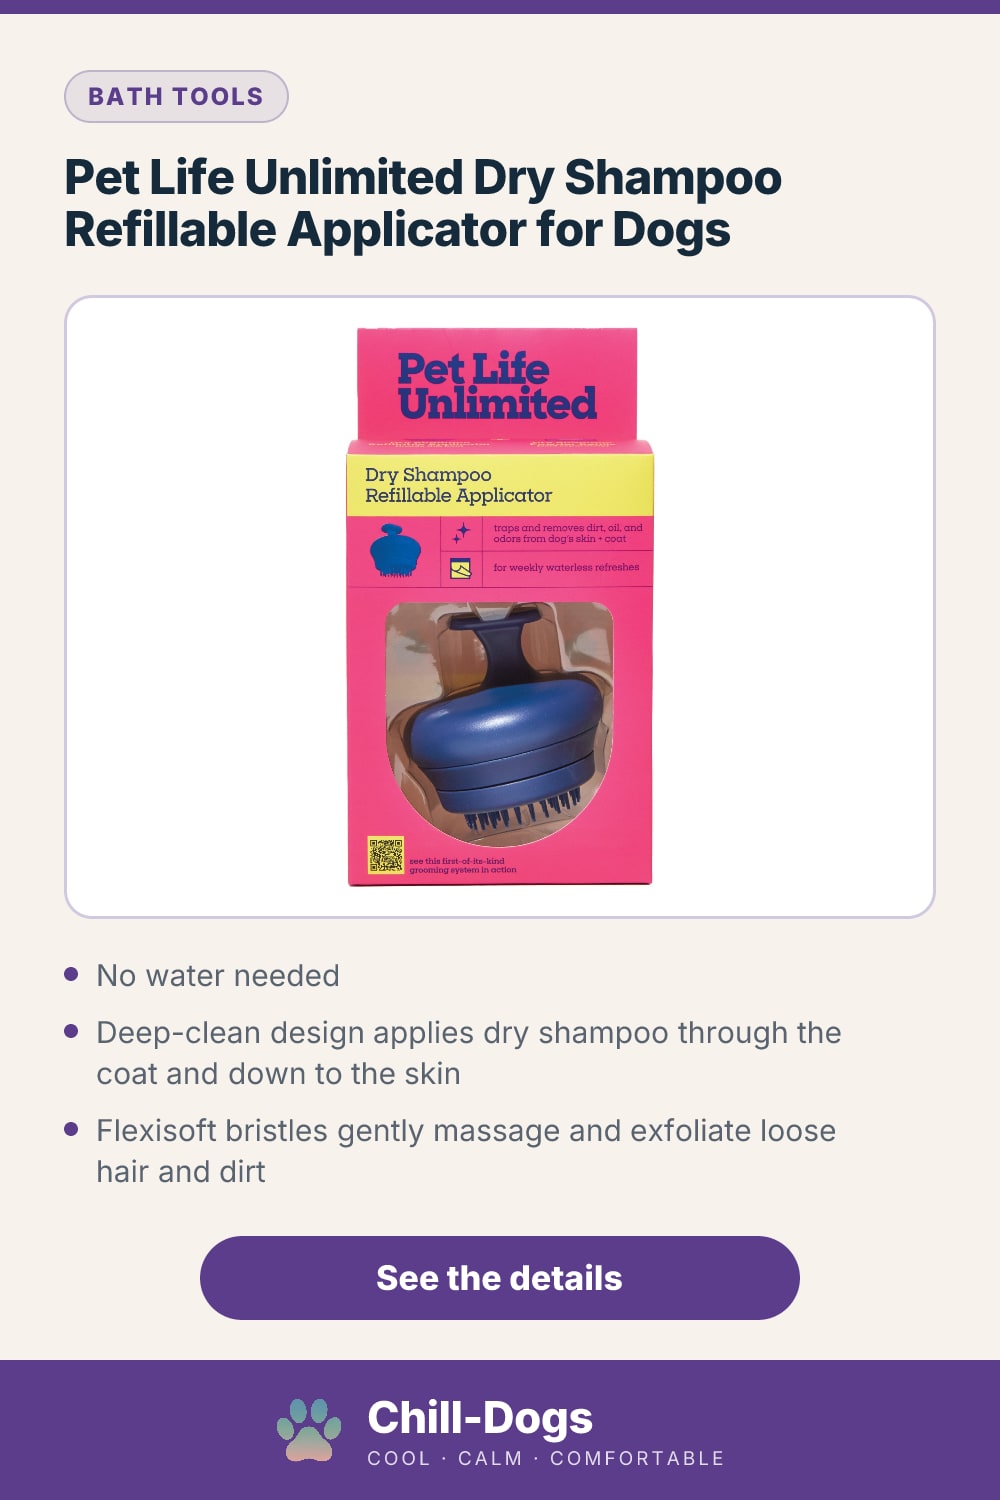 BATH TOOLS
Pet Life Unlimited Dry Shampoo
Refillable Applicator for Dogs
Pet Life
Unlimited
Dry Shampoo
Refillable Applicator
traps and removes dirt, oil, and
odors from dog's skin + coat
for weekly waterless refreshes
see this first-of-its-kind
grooming system in action
No water needed
Deep-clean design applies dry shampoo through the
coat and down to the skin
Flexisoft bristles gently massage and exfoliate loose
hair and dirt
See the details
Chill-Dogs
COOL · CALM · COMFORTABLE